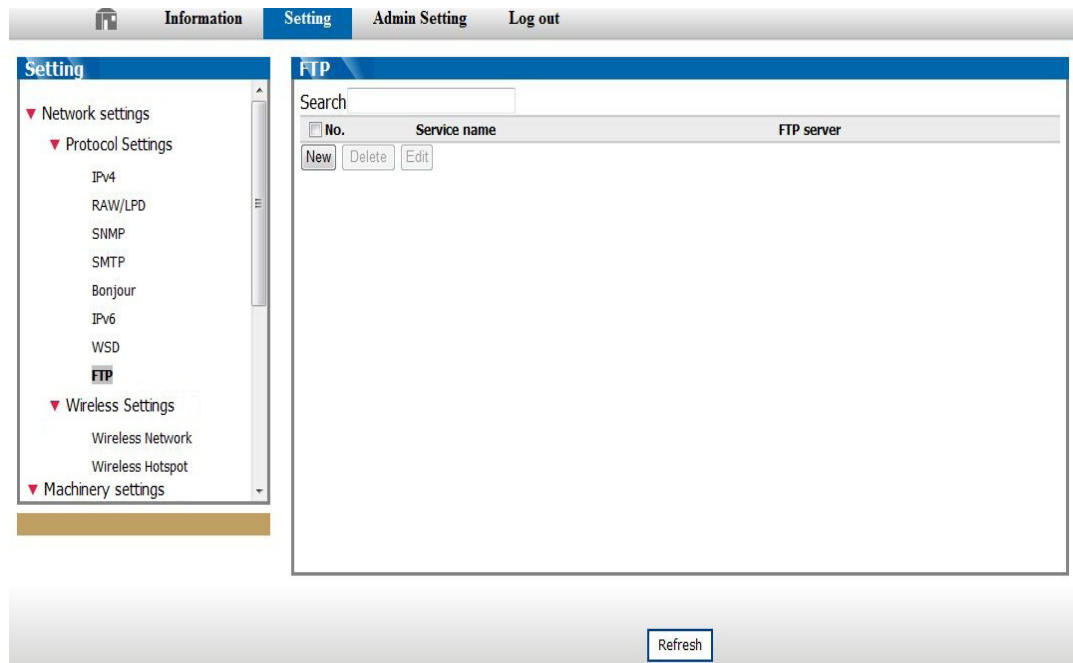 Information Setting Admin Setting Log out
Setting
Network settings
Protocol Settings
IPv4
RAW/LPD
SNMP
SMTP
Bonjour
IPv6
WSD
FTP
Wireless Settings
Wireless Network
Wireless Hotspot
Machinery settings
FTP
Search
No. Service name FTP server
New Delete Edit
Refresh